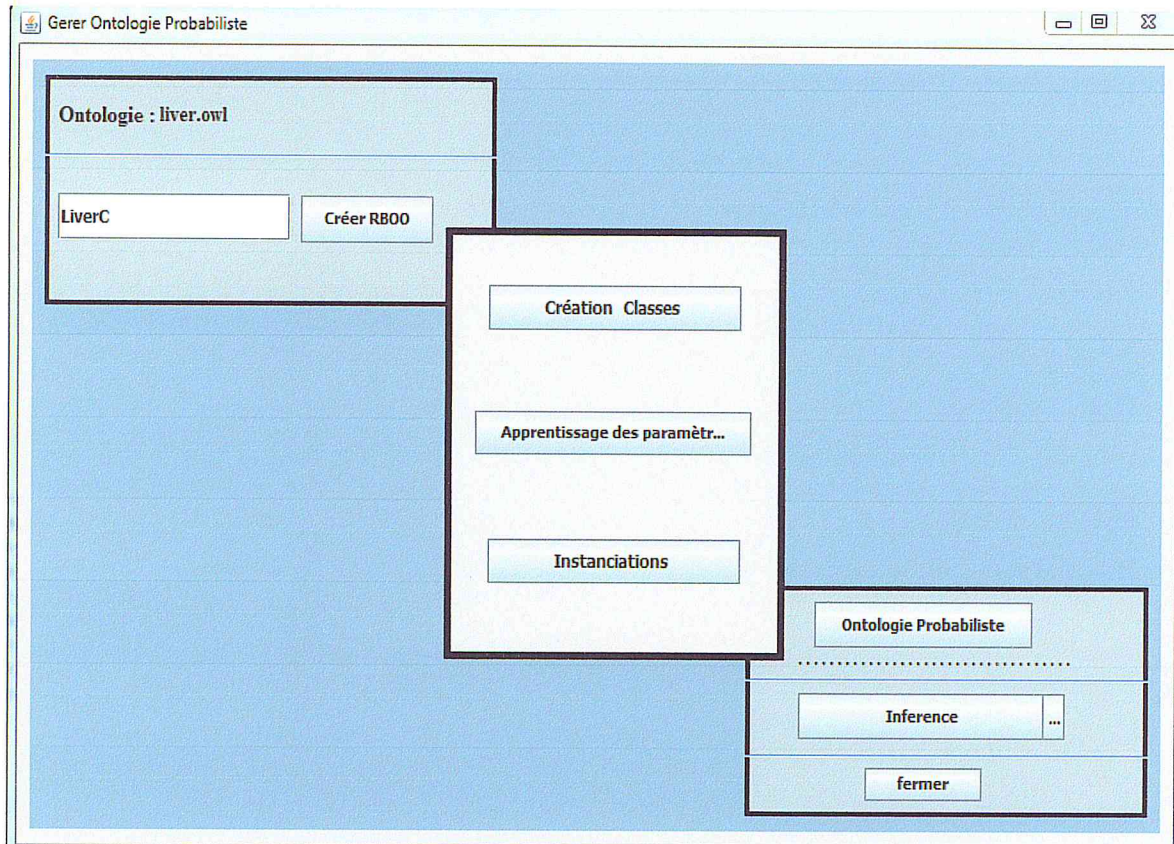 Gerer Ontologie Probabiliste
Ontologie : liver.owl
LiverC
Créer RBOO
Création Classes
Apprentissage des paramètr...
Instanciations
Ontologie Probabiliste
Inference
...
fermer